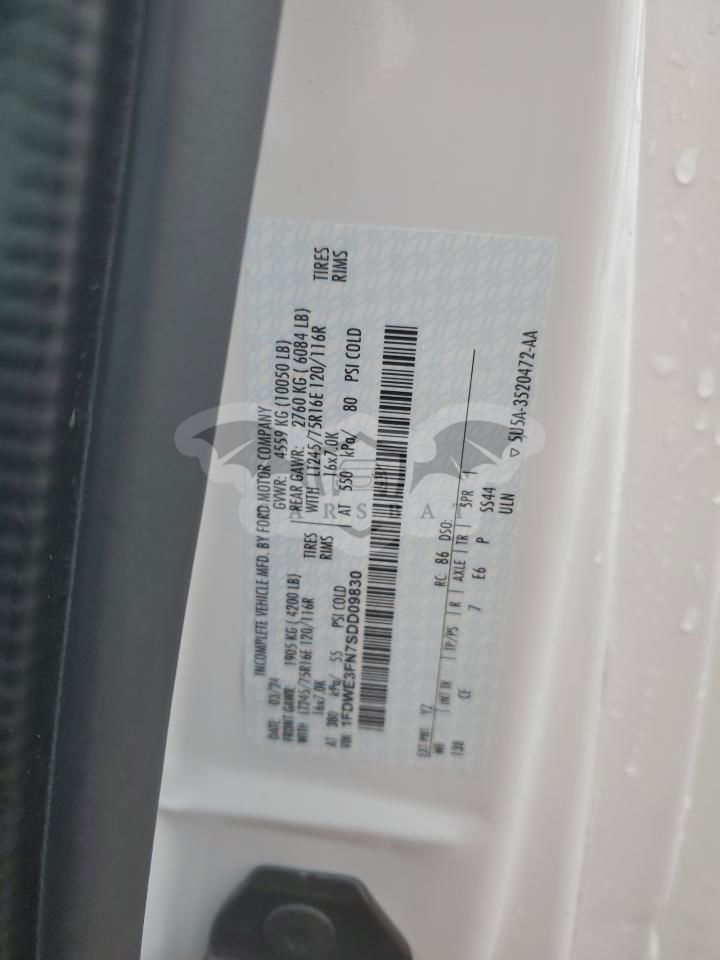 INCOMPLETE VEHICLE MFD. BY FORD MOTOR COMPANY
DATE 03/24 GVWR: 4559 KG (10050 LB)
FRONT GAWR: 1905 KG (4200 LB) REAR GAWR: 2760 KG ( 6084 LB)
WITH LT245/75R16E 120/116R TIRES WITH LT245/75R16E 120/116R TIRES
16x7.0K RIMS 16x7.0K RIMS
AT 380 kPa/ 55 PSI COLD AT 550 kPa/ 80 PSI COLD
VIN: 1FDWE3FN7SDD09830
EXT PNT YZ RC: 86 DSO:
WB INT TR TP/PS R AXLE TR SPR
138 CE 7 E6 P SS44
ULN
▽ 5U5A-3520472-AA